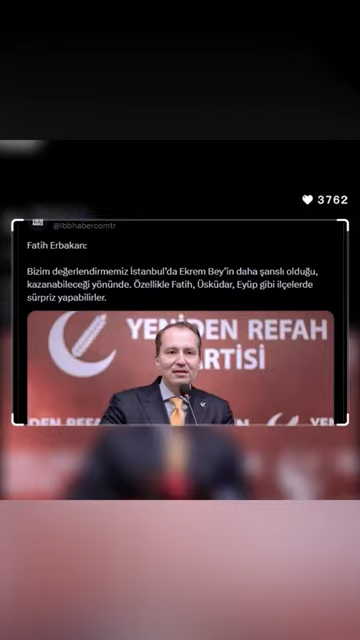 3762
@ibbhabercomtr
Fatih Erbakan:
Bizim değerlendirmemiz İstanbul'da Ekrem Bey'in daha şanslı olduğu,
kazanabileceği yönünde. Özellikle Fatih, Üsküdar, Eyüp gibi ilçelerde
sürpriz yapabilirler.
YENİDEN REFAH
PARTİSİ